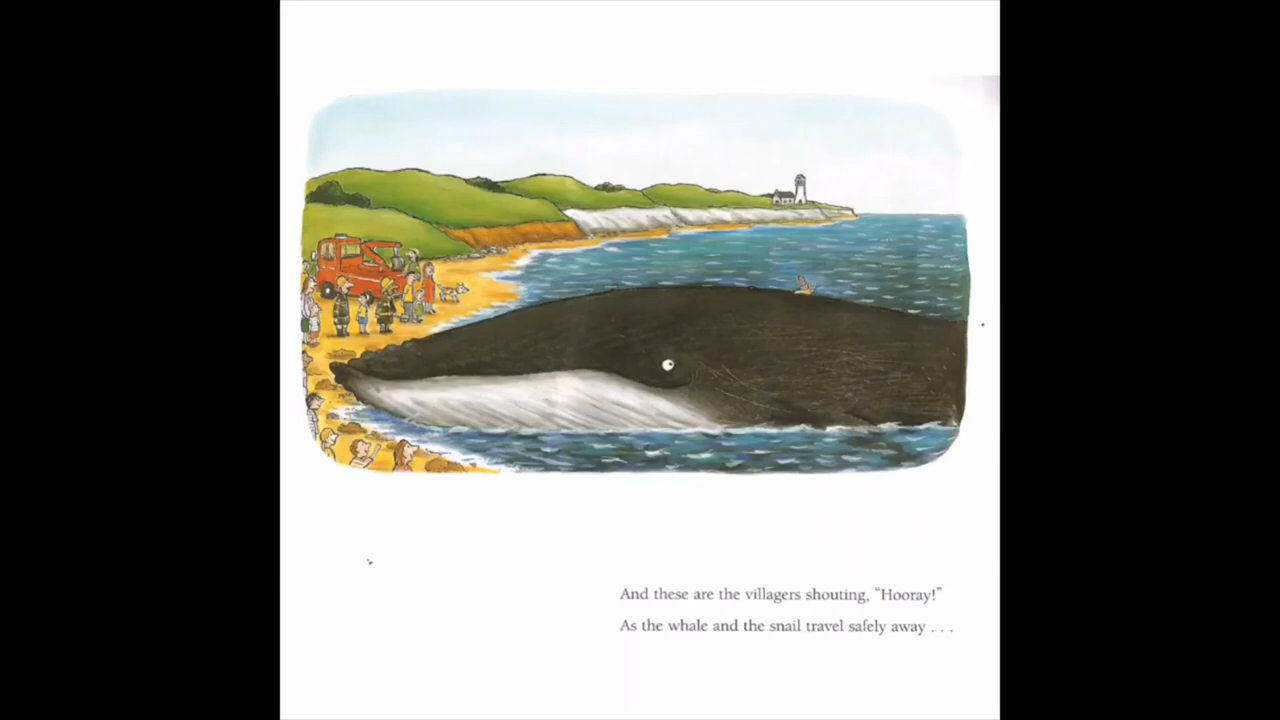 And these are the villagers shouting, “Hooray!”
As the whale and the snail travel safely away . . .